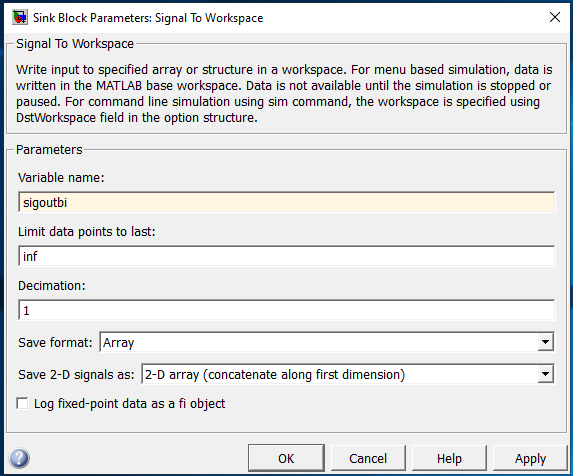 Sink Block Parameters: Signal To Workspace
Signal To Workspace
Write input to specified array or structure in a workspace. For menu based simulation, data is
written in the MATLAB base workspace. Data is not available until the simulation is stopped or
paused. For command line simulation using sim command, the workspace is specified using
DstWorkspace field in the option structure.
Parameters
Variable name:
sigoutbi
Limit data points to last:
inf
Decimation:
1
Save format: Array
Save 2-D signals as: 2-D array (concatenate along first dimension)
Log fixed-point data as a fi object
? OK Cancel Help Apply